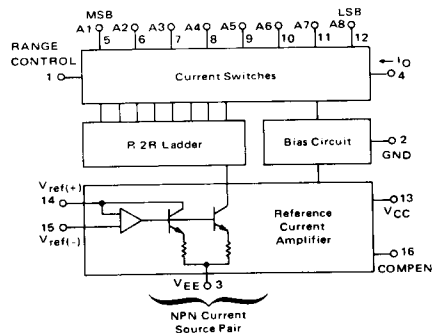 MSB LSB
A1 A2 A3 A4 A5 A6 A7 A8
5 6 7 8 9 10 11 12
RANGE
CONTROL
1
Current Switches
IO
4
R 2R Ladder
Bias Circuit
2
GND
Vref(+)
14
15
Vref(-)
Reference
Current
Amplifier
13
VCC
16
COMPEN
VEE 3
NPN Current
Source Pair